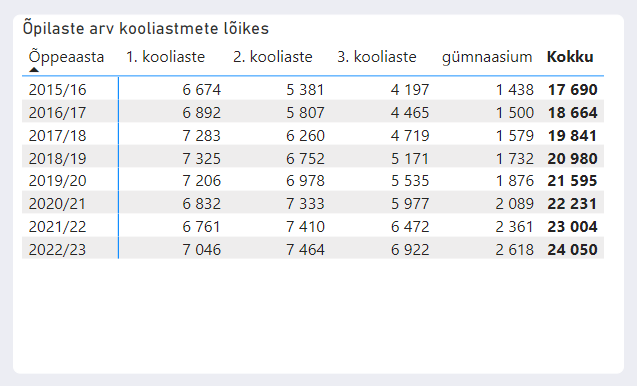 Õpilaste arv kooliastmete lõikes
Õppeaasta 1. kooliaste 2. kooliaste 3. kooliaste gümnaasium Kokku
2015/16 6 674 5 381 4 197 1 438 17 690
2016/17 6 892 5 807 4 465 1 500 18 664
2017/18 7 283 6 260 4 719 1 579 19 841
2018/19 7 325 6 752 5 171 1 732 20 980
2019/20 7 206 6 978 5 535 1 876 21 595
2020/21 6 832 7 333 5 977 2 089 22 231
2021/22 6 761 7 410 6 472 2 361 23 004
2022/23 7 046 7 464 6 922 2 618 24 050